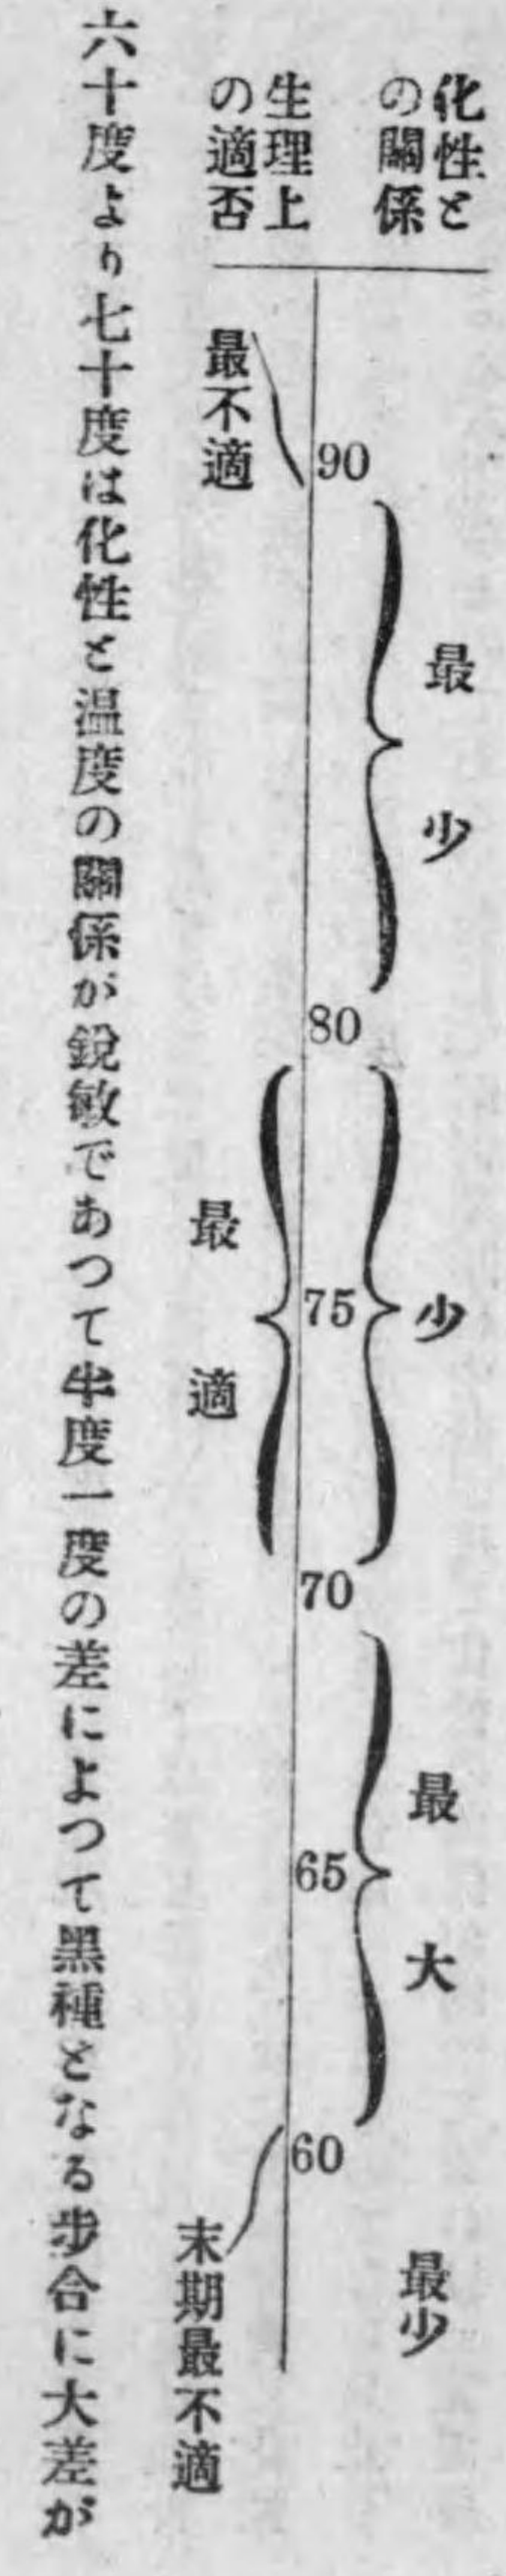 化性と
の關係
最少
少
最大
最少
90
80
75
70
65
60
生理上
の適否
最不適
最適
末期最不適
六十度より七十度は化性と温度の關係が鋭敏であつて半度一度の差によつて黑種となる步合に大差が